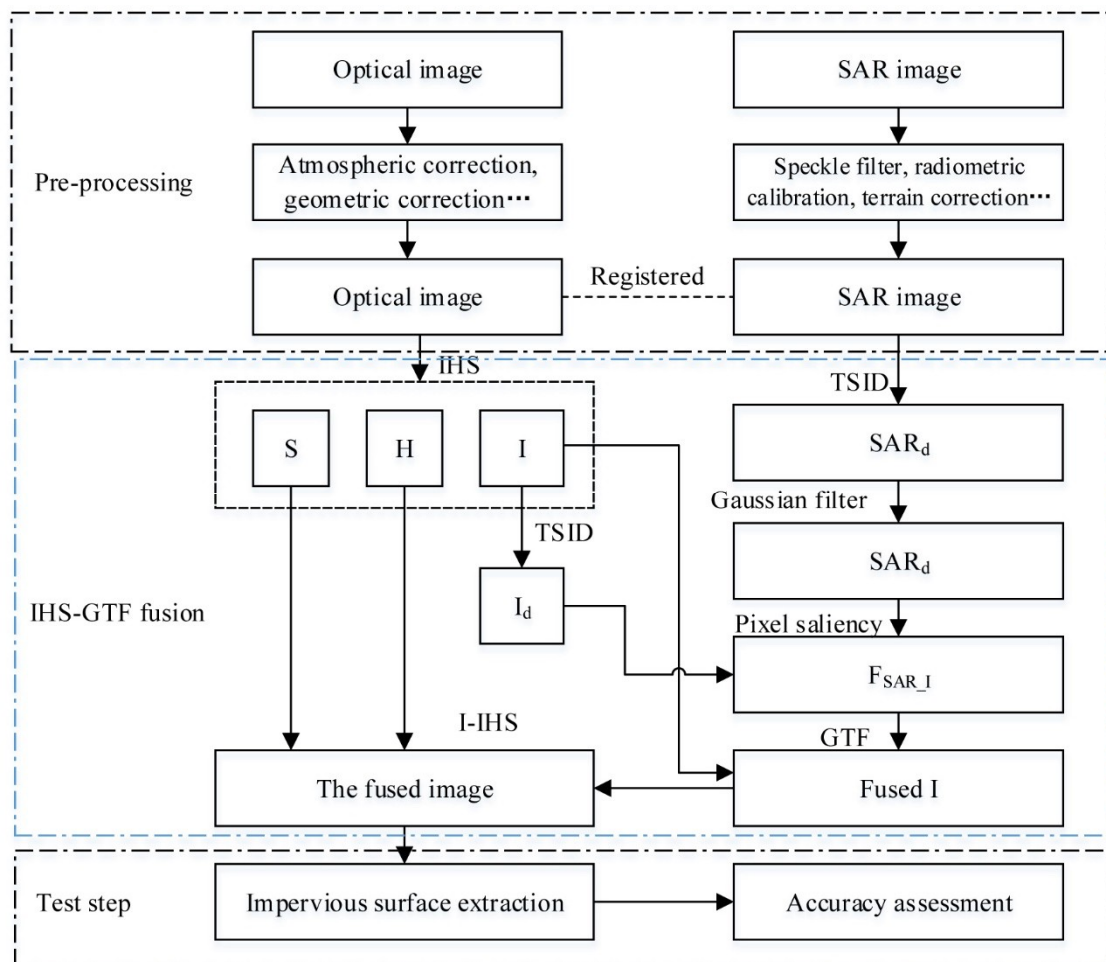 Optical image
SAR image
Pre-processing
Atmospheric correction,
geometric correction⋯
Speckle filter, radiometric
calibration, terrain correction⋯
Optical image
Registered
SAR image
IHS
TSID
S
H
I
SARd
Gaussian filter
TSID
SARd
IHS-GTF fusion
Id
Pixel saliency
FSAR_I
I-IHS
GTF
The fused image
Fused I
Test step
Impervious surface extraction
Accuracy assessment